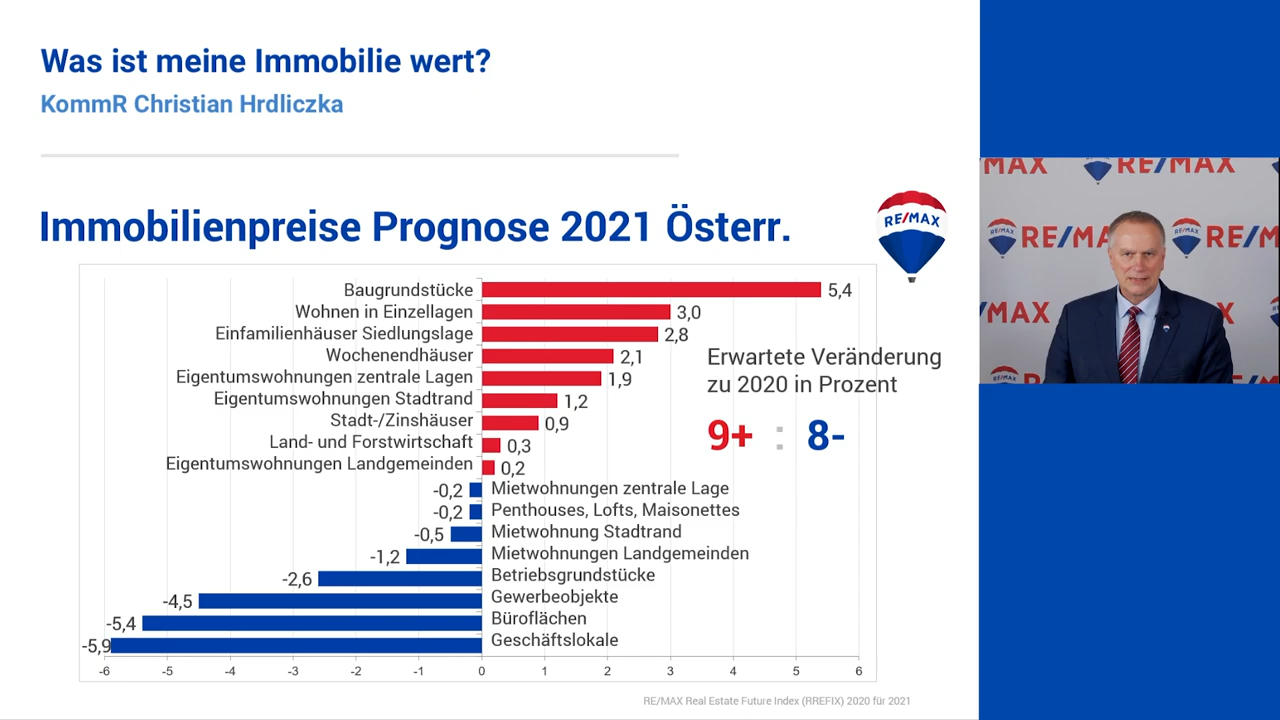 Was ist meine Immobilie wert?
KommR Christian Hrdliczka
Immobilienpreise Prognose 2021 Österr.
RE/MAX
Baugrundstücke 5,4
Wohnen in Einzellagen 3,0
Einfamilienhäuser Siedlungslage 2,8
Wochenendhäuser 2,1
Eigentumswohnungen zentrale Lagen 1,9
Eigentumswohnungen Stadtrand 1,2
Stadt-/Zinshäuser 0,9
Land- und Forstwirtschaft 0,3
Eigentumswohnungen Landgemeinden 0,2
Erwartete Veränderung
zu 2020 in Prozent
9+ : 8-
-0,2 Mietwohnungen zentrale Lage
-0,2 Penthouses, Lofts, Maisonettes
-0,5 Mietwohnung Stadtrand
-1,2 Mietwohnungen Landgemeinden
-2,6 Betriebsgrundstücke
-4,5 Gewerbeobjekte
-5,4 Büroflächen
-5,9 Geschäftslokale
-6 -5 -4 -3 -2 -1 0 1 2 3 4 5 6
RE/MAX Real Estate Future Index (RREFIX) 2020 für 2021
MAX RE/MAX
RE/MA RE/M
MAX